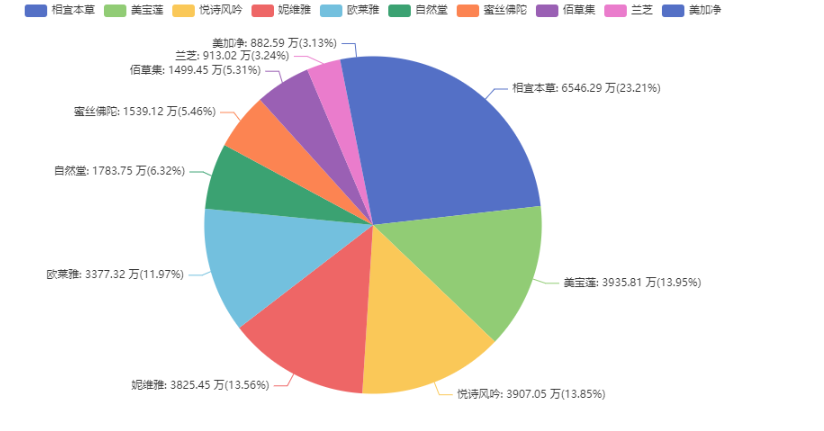 相宜本草 美宝莲 悦诗风吟 妮维雅 欧莱雅 自然堂 蜜丝佛陀 佰草集 兰芝 美加净
美加净: 882.59 万(3.13%)
兰芝: 913.02 万(3.24%)
佰草集: 1499.45 万(5.31%)
相宜本草: 6546.29 万(23.21%)
蜜丝佛陀: 1539.12 万(5.46%)
自然堂: 1783.75 万(6.32%)
欧莱雅: 3377.32 万(11.97%)
美宝莲: 3935.81 万(13.95%)
妮维雅: 3825.45 万(13.56%)
悦诗风吟: 3907.05 万(13.85%)